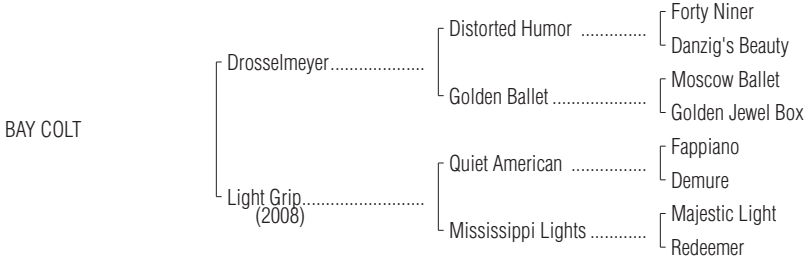 Forty Niner
Distorted Humor ..............
Danzig's Beauty
Drosselmeyer....................
Moscow Ballet
Golden Ballet ....................
Golden Jewel Box
BAY COLT
Fappiano
Quiet American ................
Demure
Light Grip..........................
(2008)
Majestic Light
Mississippi Lights ............
Redeemer